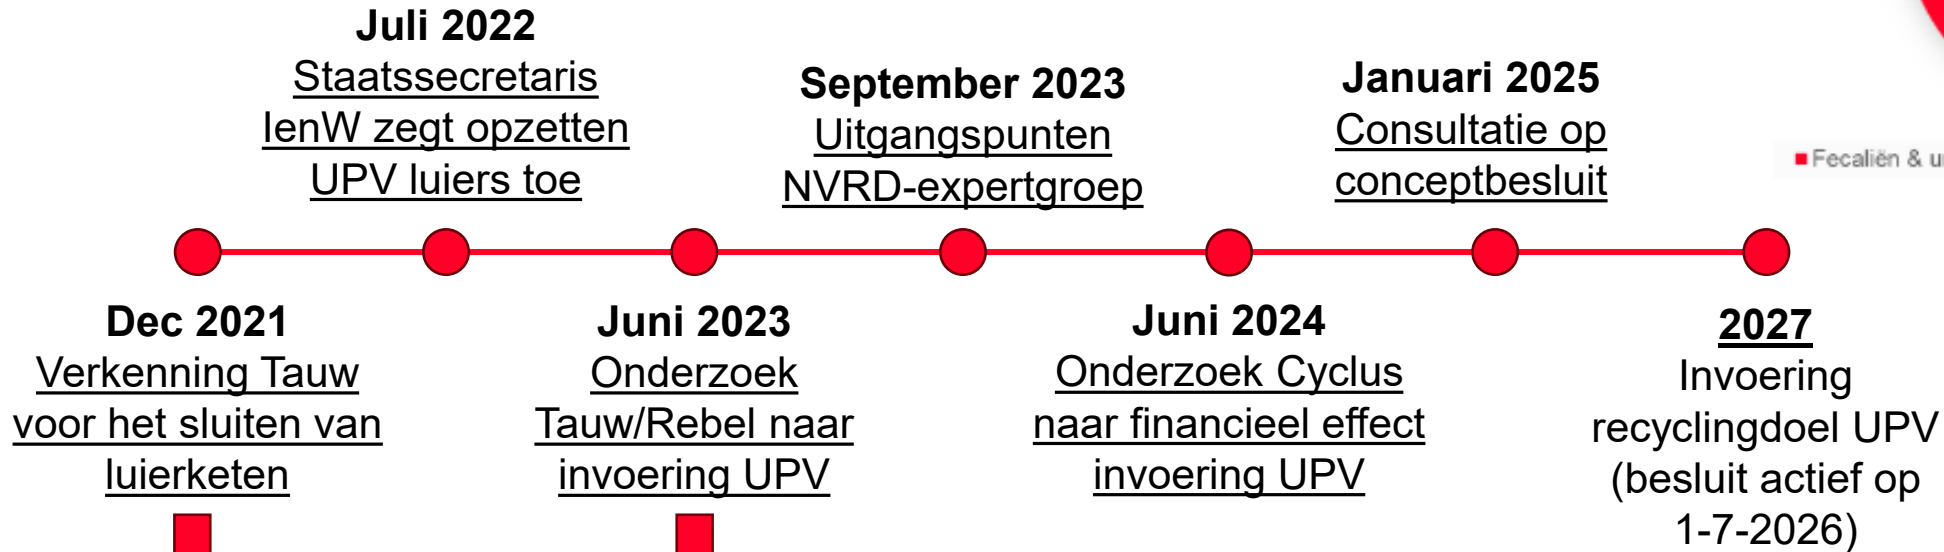 Juli 2022
Staatssecretaris
IenW zegt opzetten
UPV luiers toe
September 2023
Uitgangspunten
NVRD-expertgroep
Januari 2025
Consultatie op
conceptbesluit
Fecaliën &
Dec 2021
Verkenning Tauw
voor het sluiten van
luierketen
Juni 2023
Onderzoek
Tauw/Rebel naar
invoering UPV
Juni 2024
Onderzoek Cyclus
naar financieel effect
invoering UPV
2027
Invoering
recyclingdoel UPV
(besluit actief op
1-7-2026)